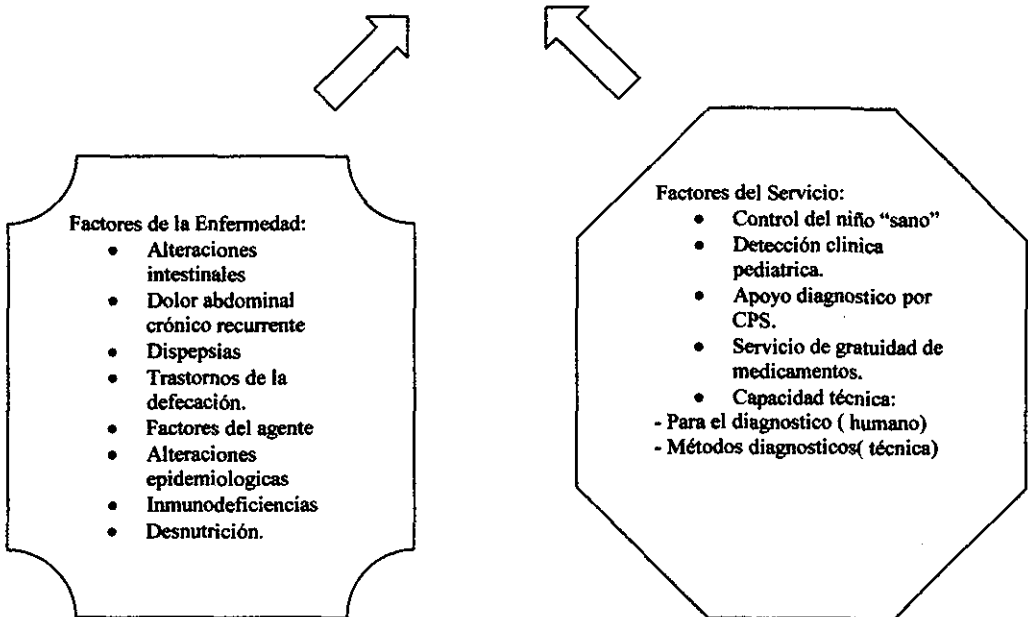 Factores de la Enfermedad:
• Alteraciones
intestinales
• Dolor abdominal
crónico recurrente
• Dispepsias
• Trastornos de la
defecación.
• Factores del agente
• Alteraciones
epidemiologicas
• Inmunodeficiencías
• Desnutrición.
Factores del Servicio:
• Control del niño “sano”
• Detección clinica
pediatrica.
• Apoyo diagnostico por
CPS.
• Servicio de gratuidad de
medicamentos.
• Capacidad técnica:
- Para el diagnostico ( humano)
- Métodos diagnosticos( técnica)